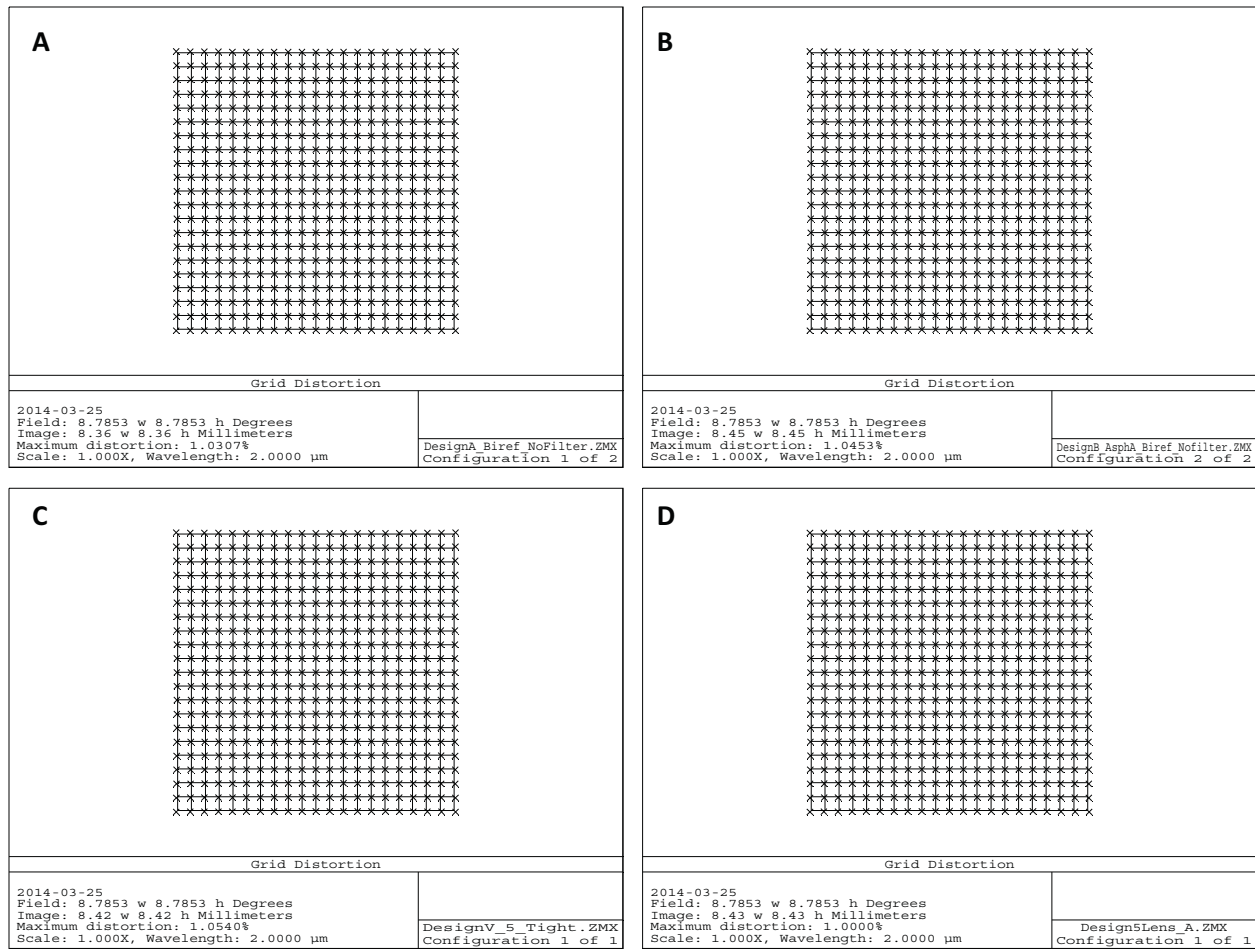 A
Grid Distortion
2014-03-25
Field: 8.7853 w 8.7853 h Degrees
Image: 8.36 w 8.36 h Millimeters
Maximum distortion: 1.0307%
Scale: 1.000X, Wavelength: 2.0000 µm
DesignA_Biref_NoFilter.ZMX
Configuration 1 of 2
B
Grid Distortion
2014-03-25
Field: 8.7853 w 8.7853 h Degrees
Image: 8.45 w 8.45 h Millimeters
Maximum distortion: 1.0453%
Scale: 1.000X, Wavelength: 2.0000 µm
DesignB_AsphA_Biref_Nofilter.ZMX
Configuration 2 of 2
C
Grid Distortion
2014-03-25
Field: 8.7853 w 8.7853 h Degrees
Image: 8.42 w 8.42 h Millimeters
Maximum distortion: 1.0540%
Scale: 1.000X, Wavelength: 2.0000 µm
DesignV_5_Tight.ZMX
Configuration 1 of 1
D
Grid Distortion
2014-03-25
Field: 8.7853 w 8.7853 h Degrees
Image: 8.43 w 8.43 h Millimeters
Maximum distortion: 1.0000%
Scale: 1.000X, Wavelength: 2.0000 µm
Design5Lens_A.ZMX
Configuration 1 of 1